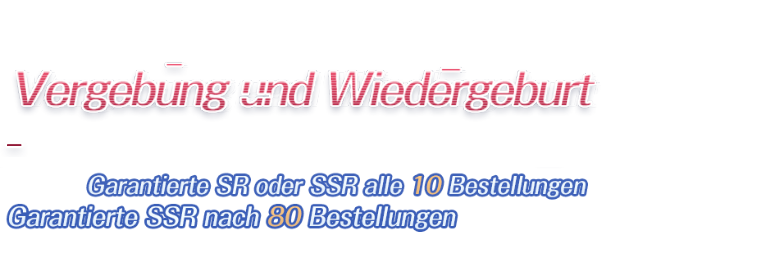 Vergebung und Wiedergeburt
Garantierte SR oder SSR alle 10 Bestellungen
Garantierte SSR nach 80 Bestellungen